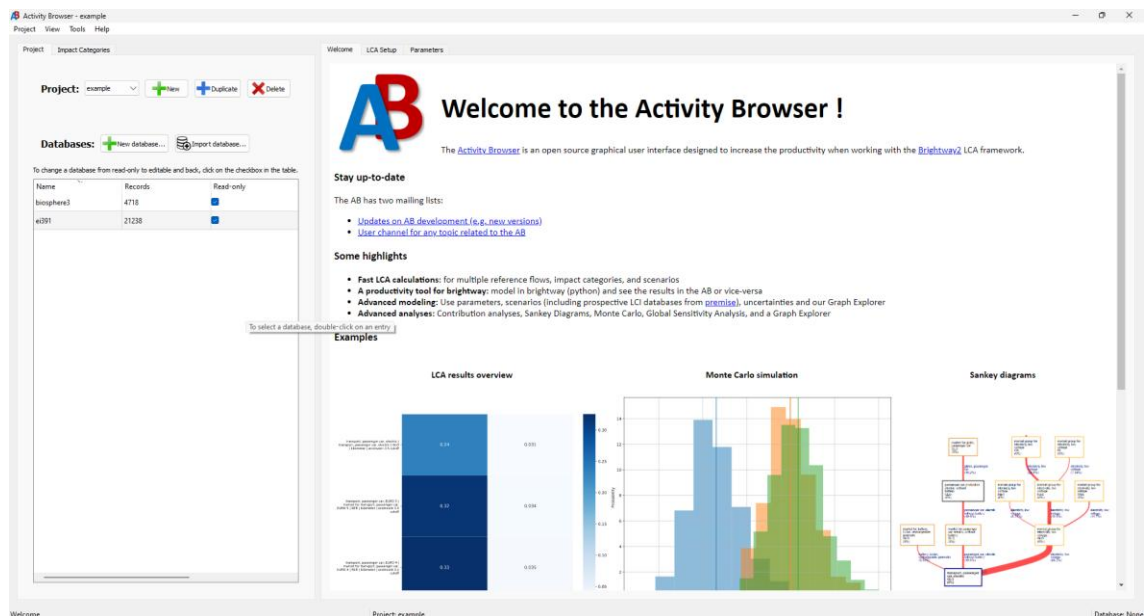 Activity Browser - example
Project View Tools Help
Project Impact Categories
Project: example New Duplicate Delete
Databases: New database... Import database...
To change a database from read-only to editable and back, click on the checkbox in the table.
Name Records Read-only
biosphere3 4718
ei391 21238
To select a database, double-click on an entry
Welcome LCA Setup Parameters
AB
Welcome to the Activity Browser !
The Activity Browser is an open source graphical user interface designed to increase the productivity when working with the Brightway2 LCA framework.
Stay up-to-date
The AB has two mailing lists:
• Updates on AB development (e.g. new versions)
• User channel for any topic related to the AB
Some highlights
• Fast LCA calculations: for multiple reference flows, impact categories, and scenarios
• A productivity tool for brightway: model in brightway (python) and see the results in the AB or vice-versa
• Advanced modeling: Use parameters, scenarios (including prospective LCI databases from premise), uncertainties and our Graph Explorer
• Advanced analyses: Contribution analyses, Sankey Diagrams, Monte Carlo, Global Sensitivity Analysis, and a Graph Explorer
Examples
LCA results overview Monte Carlo simulation Sankey diagrams
Probability
Welcome Project: example Database: None